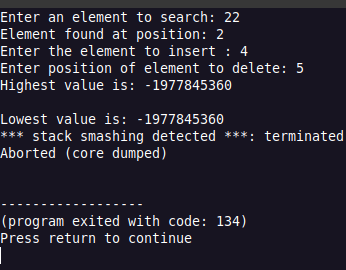 Enter an element to search: 22
Element found at position: 2
Enter the element to insert : 4
Enter position of element to delete: 5
Highest value is: -1977845360
Lowest value is: -1977845360
*** stack smashing detected ***: terminated
Aborted (core dumped)
------------------
(program exited with code: 134)
Press return to continue